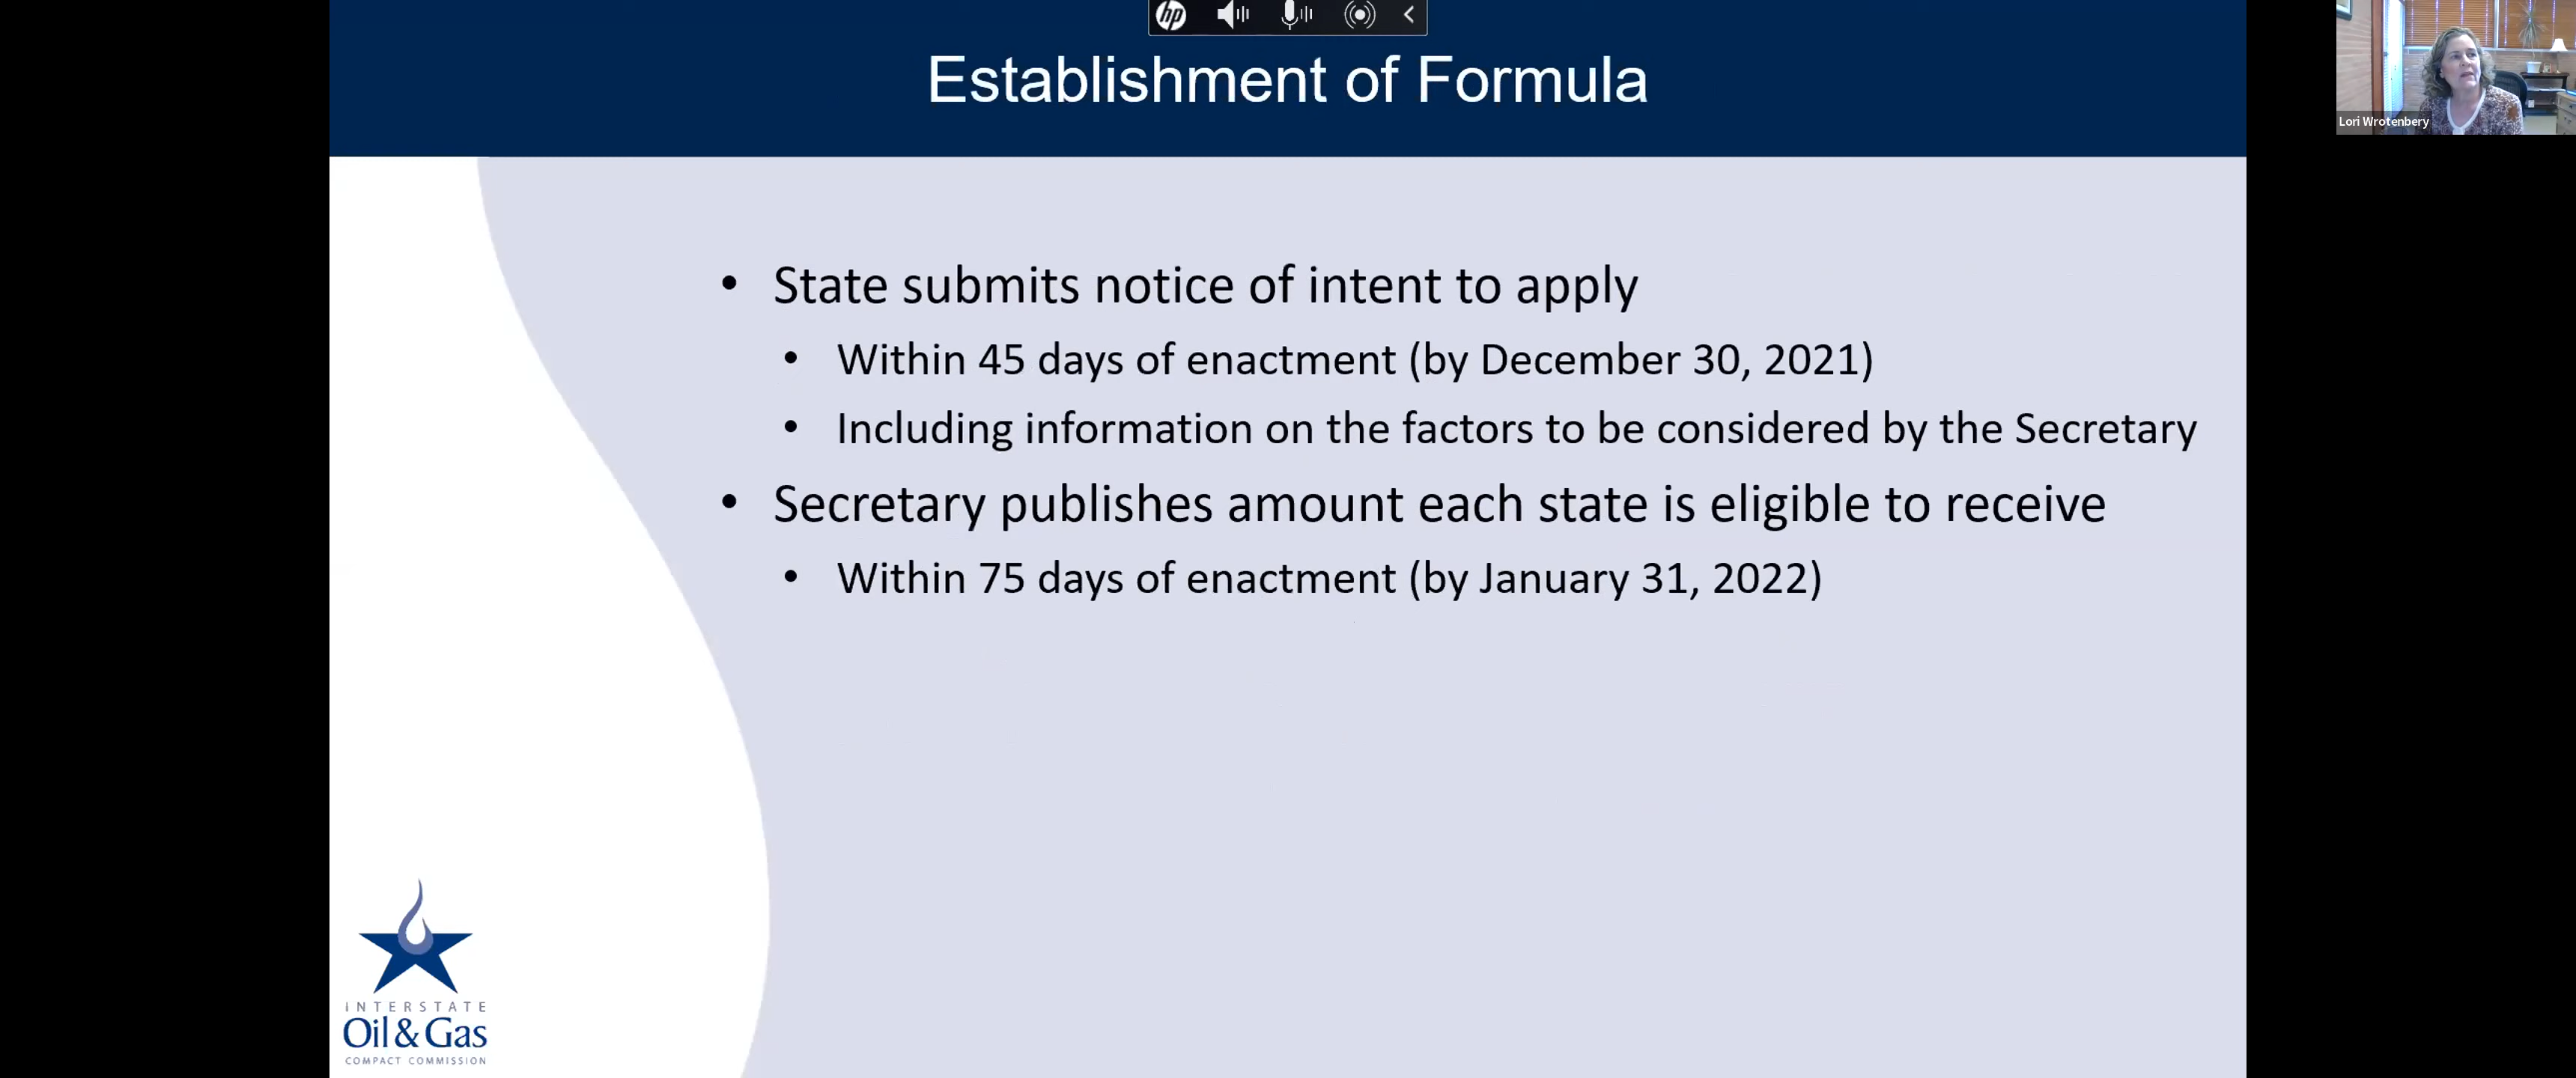 hp
Establishment of Formula
Lori Wrotenbery
• State submits notice of intent to apply
• Within 45 days of enactment (by December 30, 2021)
• Including information on the factors to be considered by the Secretary
• Secretary publishes amount each state is eligible to receive
• Within 75 days of enactment (by January 31, 2022)
INTERSTATE
Oil & Gas
COMPACT COMMISSION